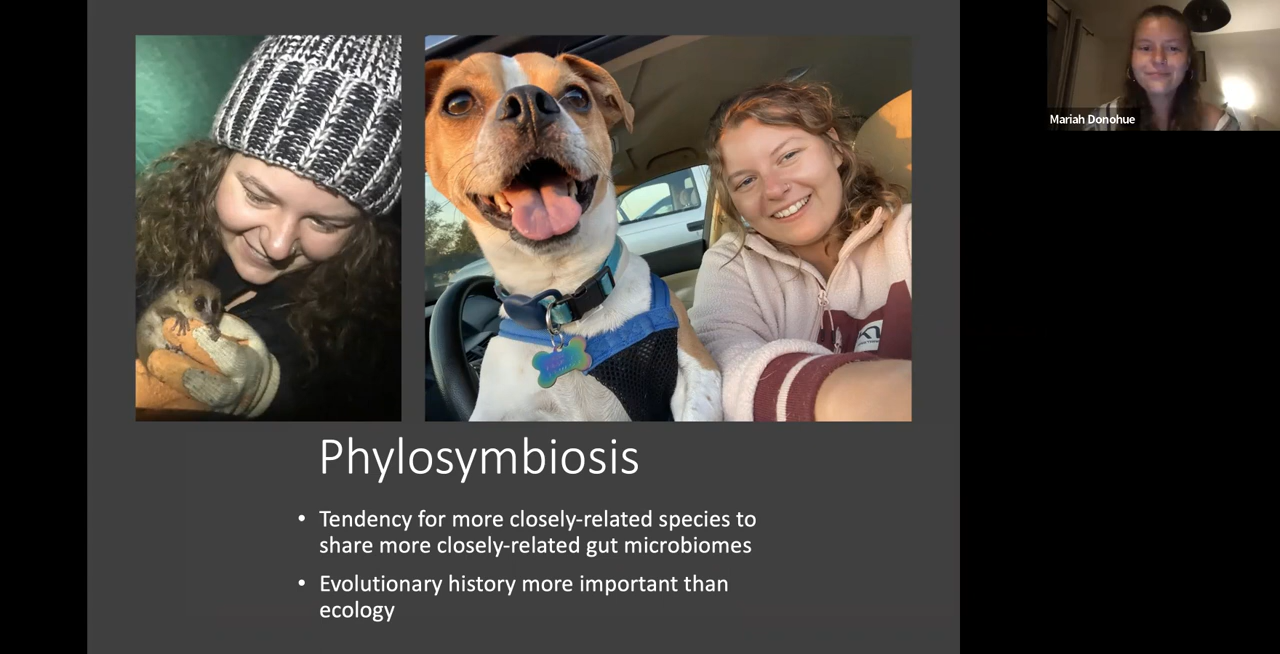 Mariah Donohue
Phylosymbiosis
• Tendency for more closely-related species to
share more closely-related gut microbiomes
• Evolutionary history more important than
ecology